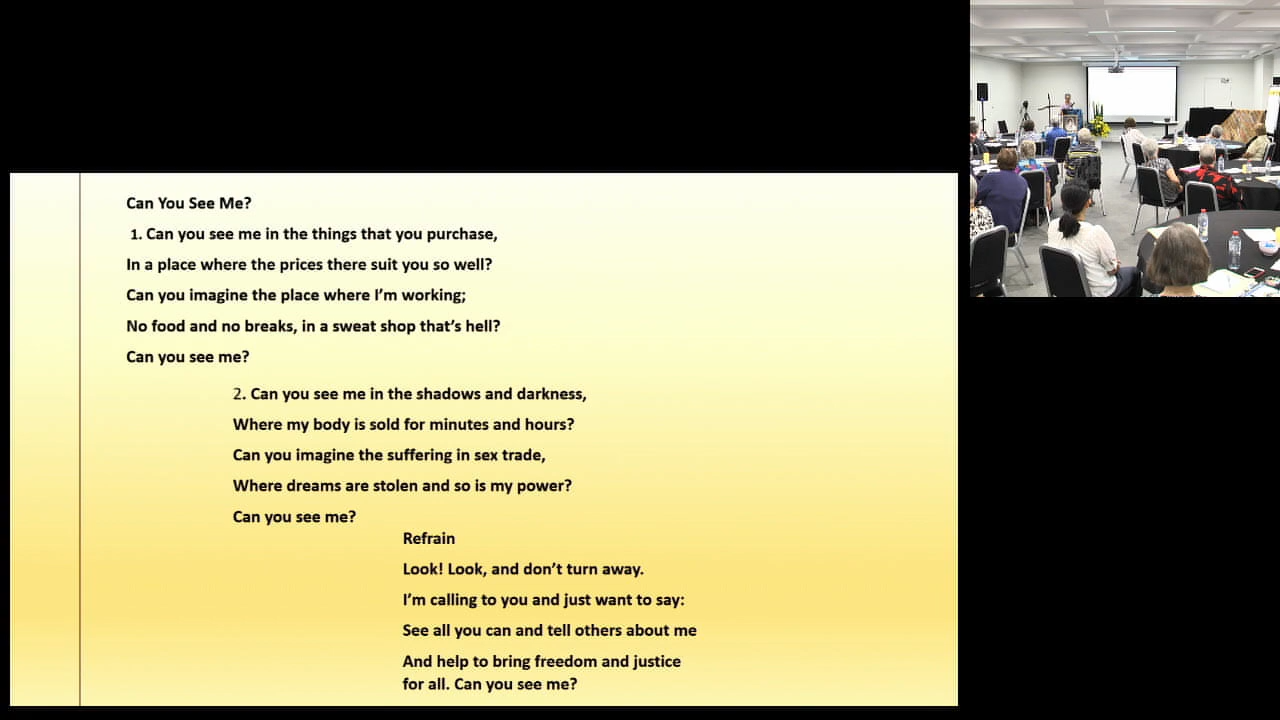 Can You See Me?
1. Can you see me in the things that you purchase,
In a place where the prices there suit you so well?
Can you imagine the place where I’m working;
No food and no breaks, in a sweat shop that’s hell?
Can you see me?
2. Can you see me in the shadows and darkness,
Where my body is sold for minutes and hours?
Can you imagine the suffering in sex trade,
Where dreams are stolen and so is my power?
Can you see me?
Refrain
Look! Look, and don’t turn away.
I’m calling to you and just want to say:
See all you can and tell others about me
And help to bring freedom and justice
for all. Can you see me?